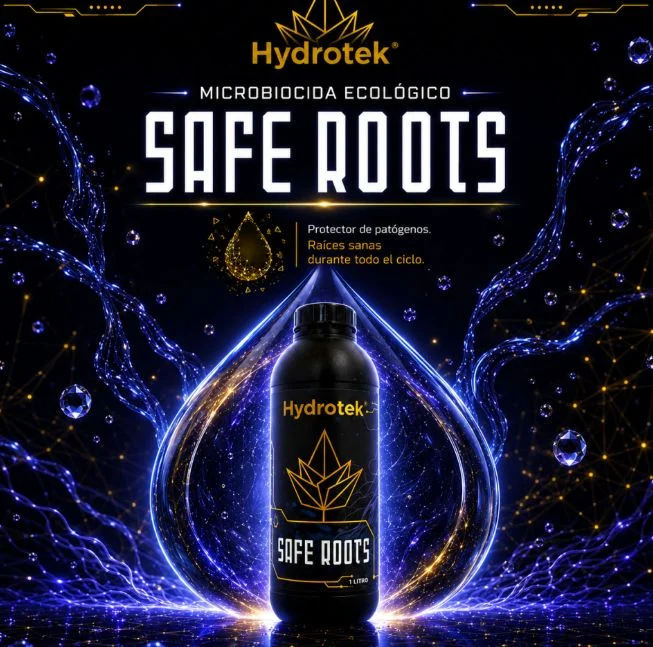 Hydrotek®
MICROBIOCIDA ECOLÓGICO
SAFE ROOTS
Protector de patógenos.
Raíces sanas
durante todo el ciclo.
Hydrotek
SAFE ROOTS
1 LITRO